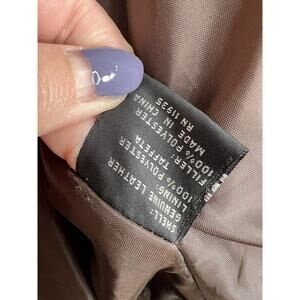 SHELL:
GENUINE LEATHER
LINING: 
100% POLYESTER
FILLER: TAFFETA
100% POLYESTER
MADE IN CHINA
RN 11935